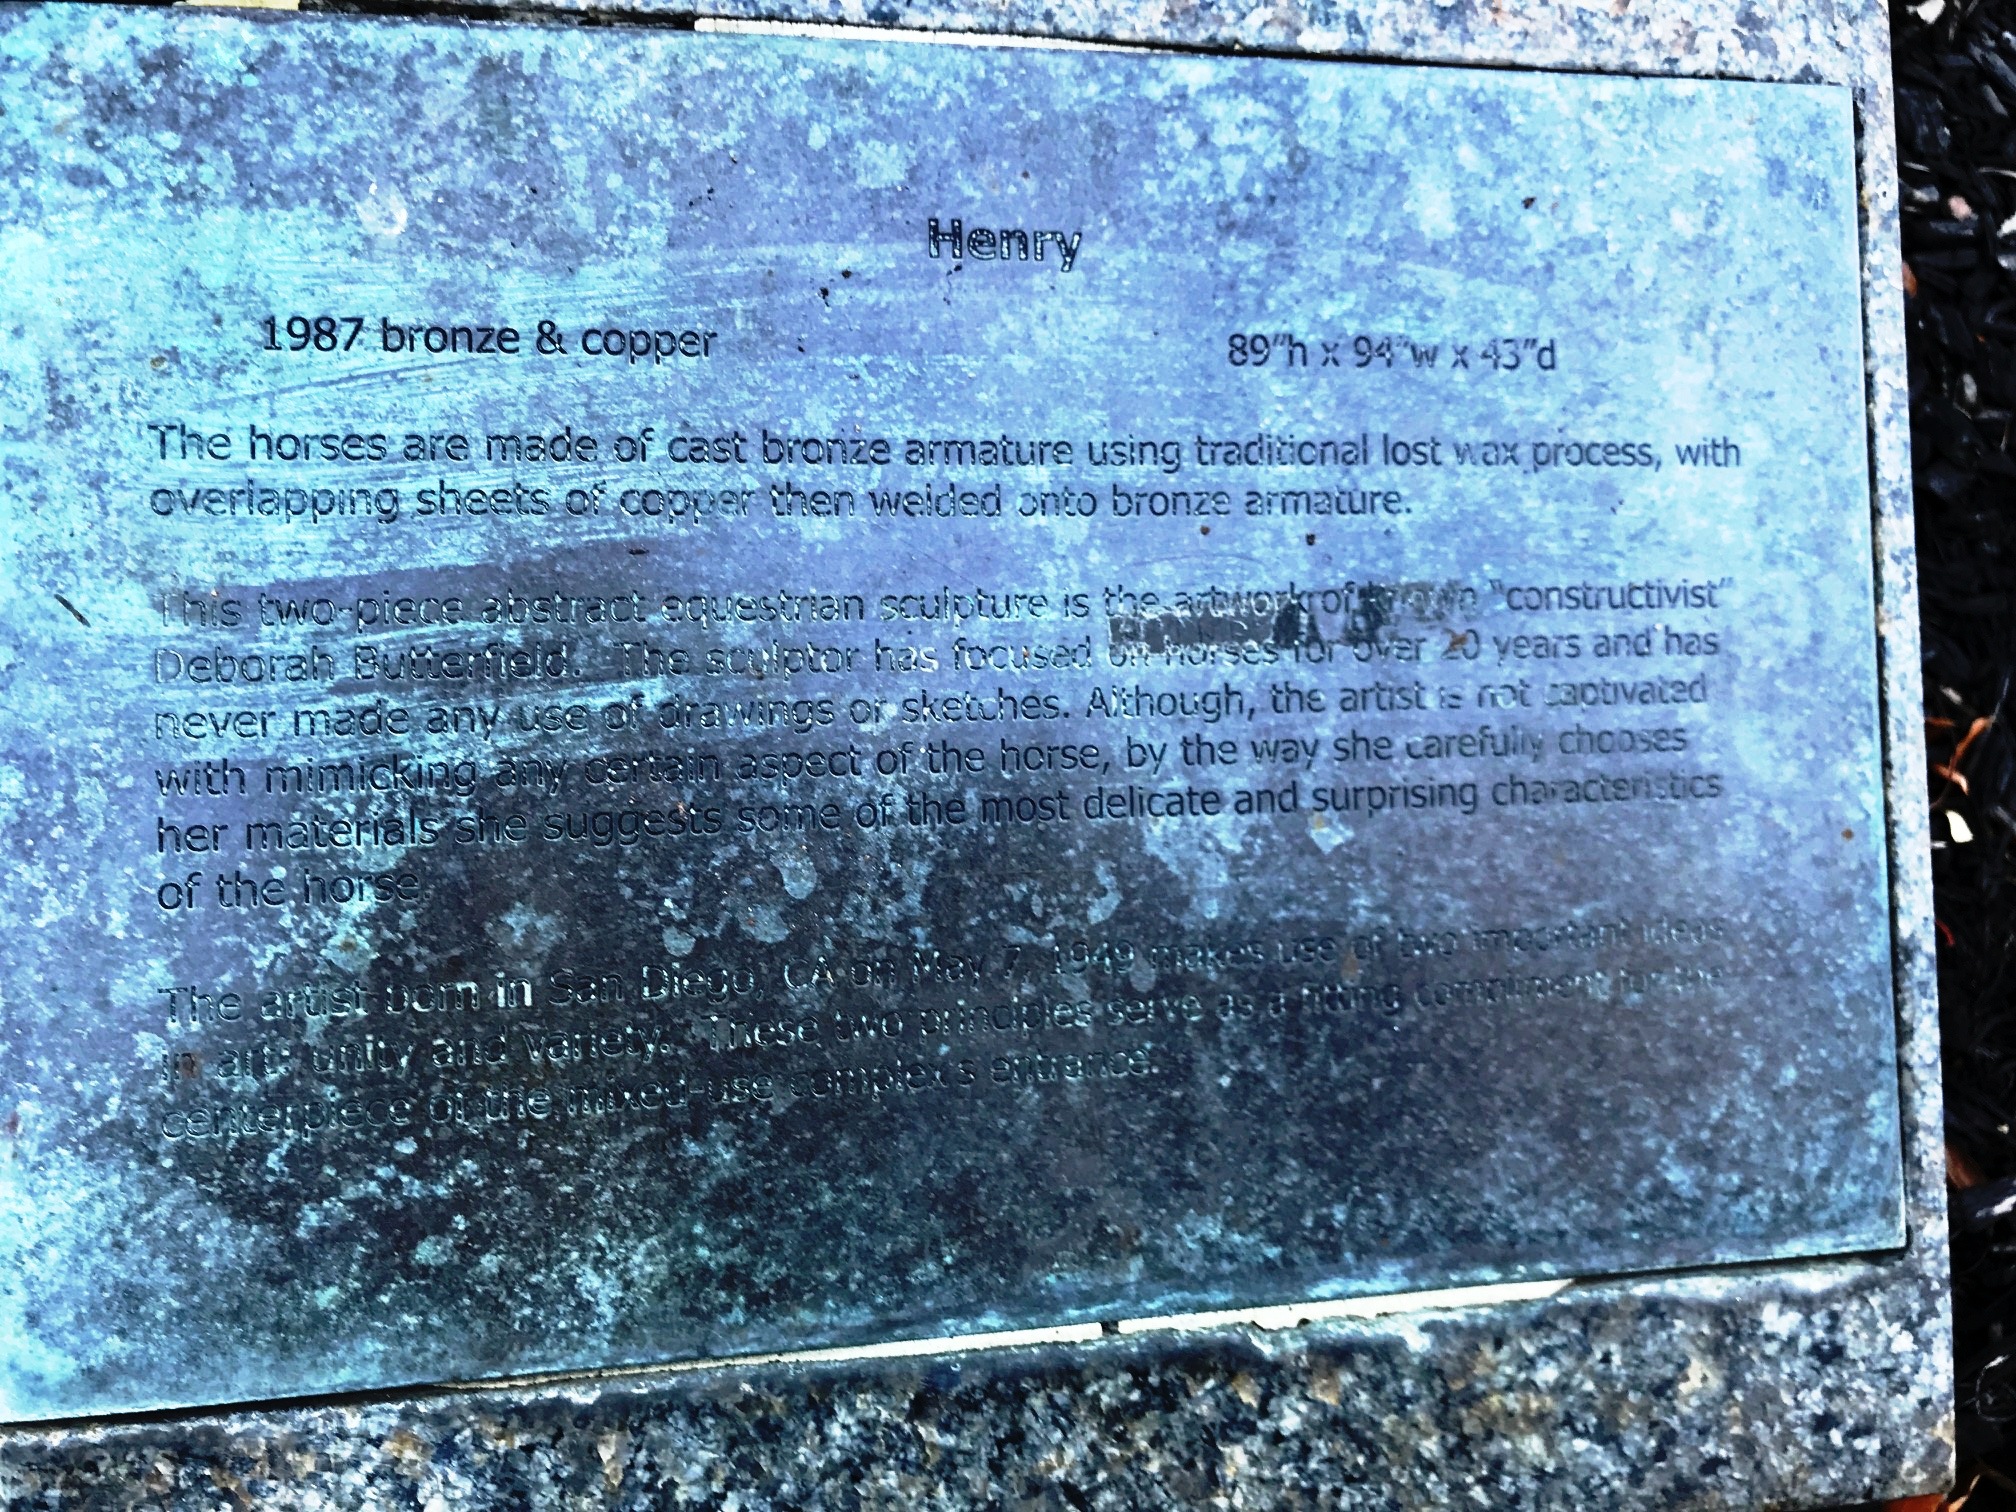 Henry
1987 bronze & copper
89"h x 94"w x 43"d
The horses are made of cast bronze armature using traditional lost wax process, with
overlapping sheets of copper then welded onto bronze armature.
This two-piece abstract equestrian sculpture is the artwork of known "constructivist"
Deborah Butterfield. The sculptor has focused on horses for over 20 years and has
never made any use of drawings or sketches. Although, the artist is not captivated
with mimicking any certain aspect of the horse, by the way she carefully chooses
her materials she suggests some of the most delicate and surprising characteristics
of the horse.
The artist born in San Diego, CA on May 7, 1949 makes use of two important ideas
in art: unity and variety. These two principles serve as a fitting compliment for the
centerpiece of the mixed-use complex's entrance.